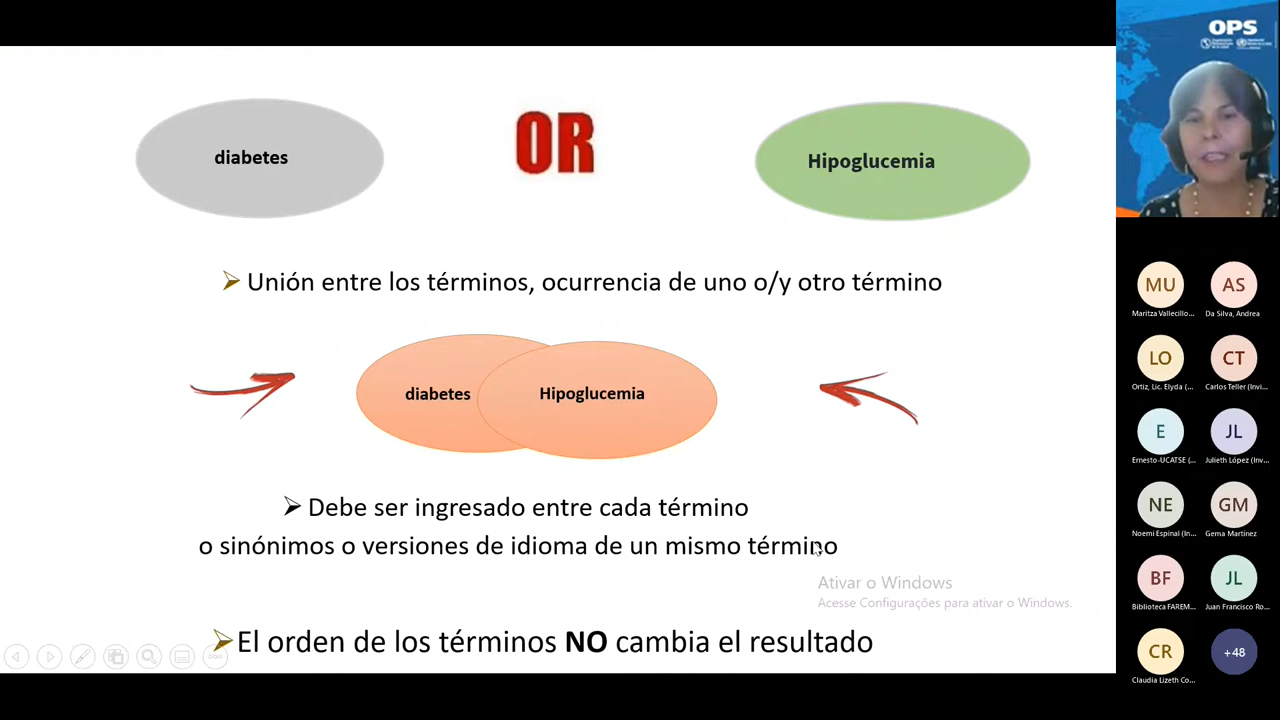 diabetes
OR
Hipoglucemia
Unión entre los términos, ocurrencia de uno o/y otro término
diabetes
Hipoglucemia
Debe ser ingresado entre cada término
o sinónimos o versiones de idioma de un mismo término
El orden de los términos NO cambia el resultado
Ativar o Windows
Acesse Configurações para ativar o Windows.
OPS
MU
AS
Maritza Vallecillo...
Da Silva, Andrea
LO
CT
Ortiz, Lic. Elyda (...
Carlos Teller (Invi...
E
JL
Ernesto-UCATSE (...
Julieth López (Inv...
NE
GM
Noemi Espinal (In...
Gema Martínez
BF
JL
Biblioteca FAREM...
Juan Francisco Ro...
CR
+48
Claudia Lizeth Co...